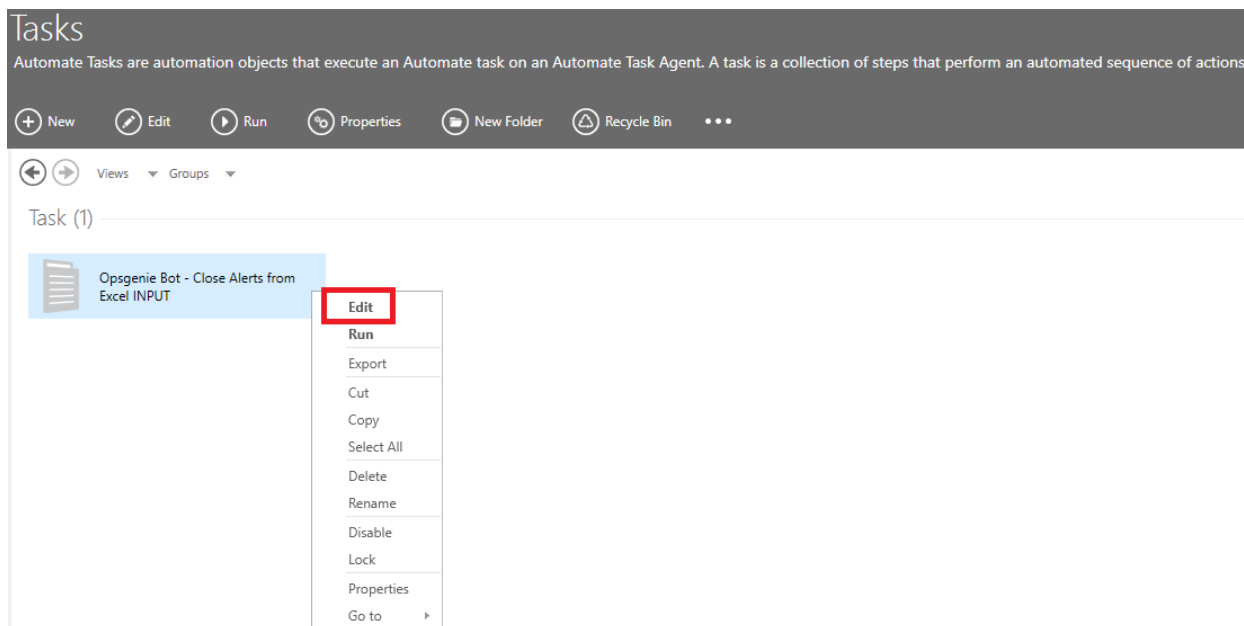 Tasks
Automate Tasks are automation objects that execute an Automate task on an Automate Task Agent. A task is a collection of steps that perform an automated sequence of actions
New Edit Run Properties New Folder Recycle Bin •••
Views Groups
Task (1)
Opsgenie Bot - Close Alerts from
Excel INPUT
Edit
Run
Export
Cut
Copy
Select All
Delete
Rename
Disable
Lock
Properties
Go to